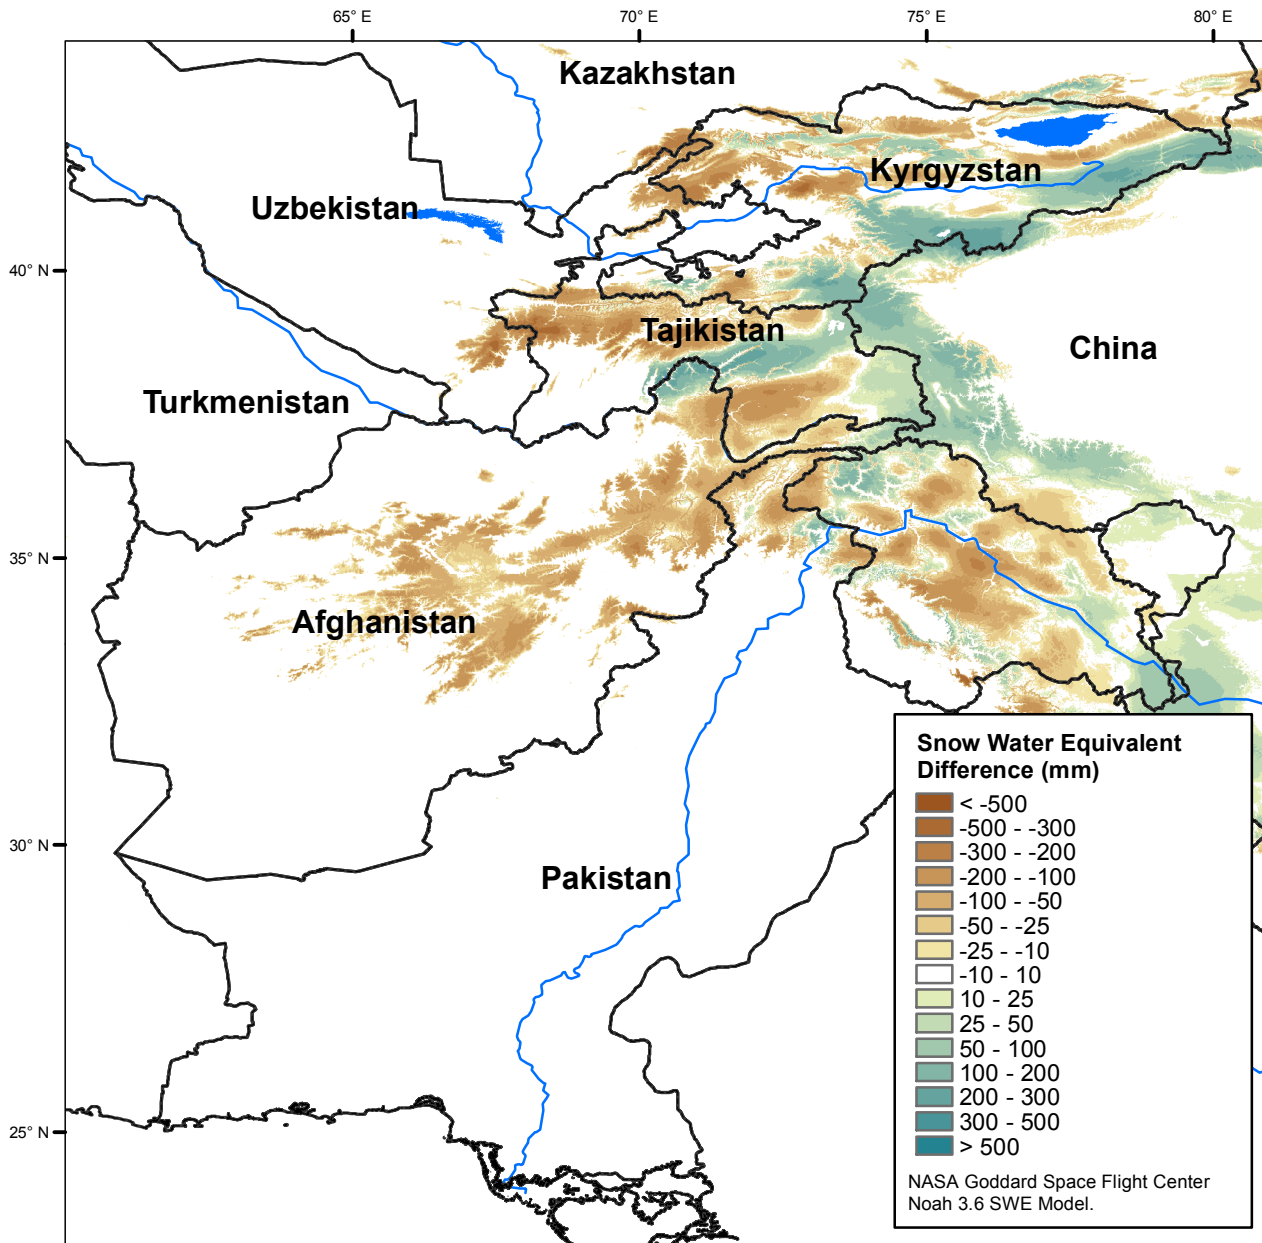 65° E
70° E
75° E
80° E
Kazakhstan
Kyrgyzstan
Uzbekistan
40° N
Tajikistan
China
Turkmenistan
35° N
Afghanistan
Snow Water Equivalent
Difference (mm)
< -500
-500 - -300
-300 - -200
-200 - -100
-100 - -50
-50 - -25
-25 - -10
-10 - 10
10 - 25
25 - 50
50 - 100
100 - 200
200 - 300
300 - 500
> 500
NASA Goddard Space Flight Center
Noah 3.6 SWE Model.
30° N
Pakistan
25° N